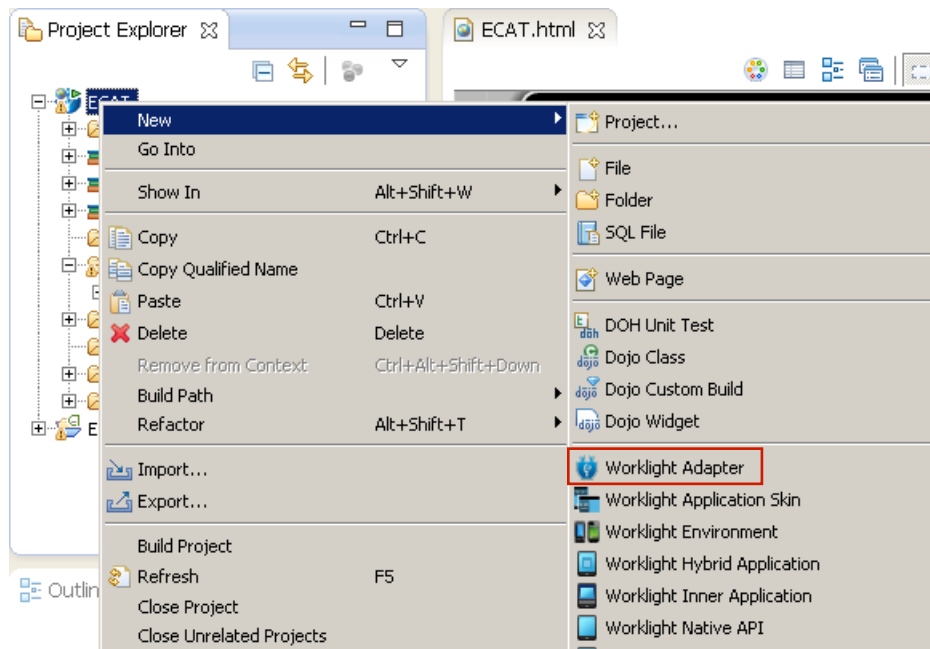 Project Explorer
ECAT.html
ECAT
New
Go Into
Show In Alt+Shift+W
Copy Ctrl+C
Copy Qualified Name
Paste Ctrl+V
Delete Delete
Remove from Context Ctrl+Alt+Shift+Down
Build Path
Refactor Alt+Shift+T
Import...
Export...
Build Project
Refresh F5
Close Project
Close Unrelated Projects
Project...
File
Folder
SQL File
Web Page
DOH Unit Test
Dojo Class
Dojo Custom Build
Dojo Widget
Worklight Adapter
Worklight Application Skin
Worklight Environment
Worklight Hybrid Application
Worklight Inner Application
Worklight Native API
E
Outlin